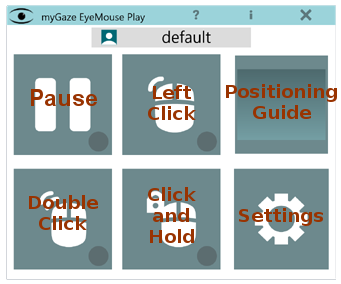 myGaze EyeMouse Play ? i ×
default
Pause
Left
Click
Positioning
Guide
Double
Click
Click
and
Hold
Settings